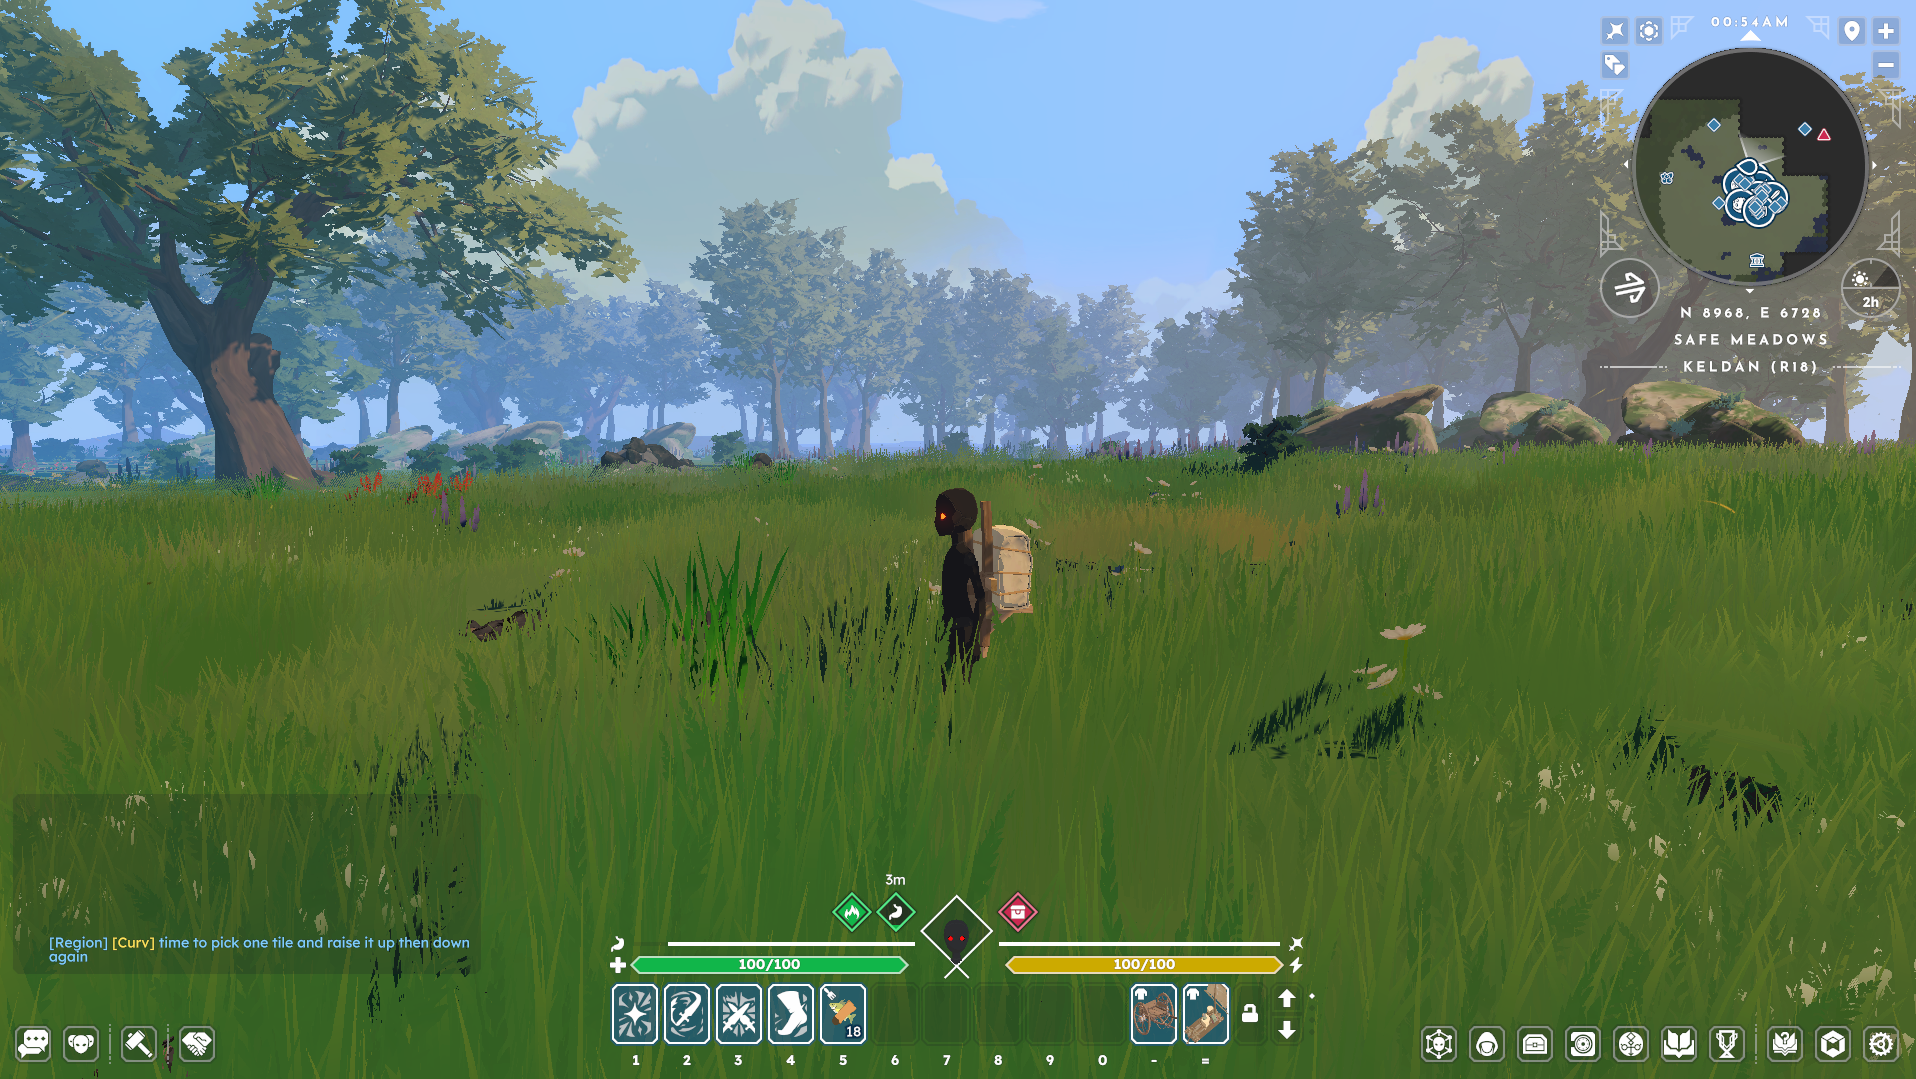 00:54AM
2h
N 8968, E 6728
SAFE MEADOWS
KELDAN (R18)
3m
[Region] [Curv] time to pick one tile and raise it up then down
again
100/100
100/100
18
1 2 3 4 5 6 7 8 9 0 - =